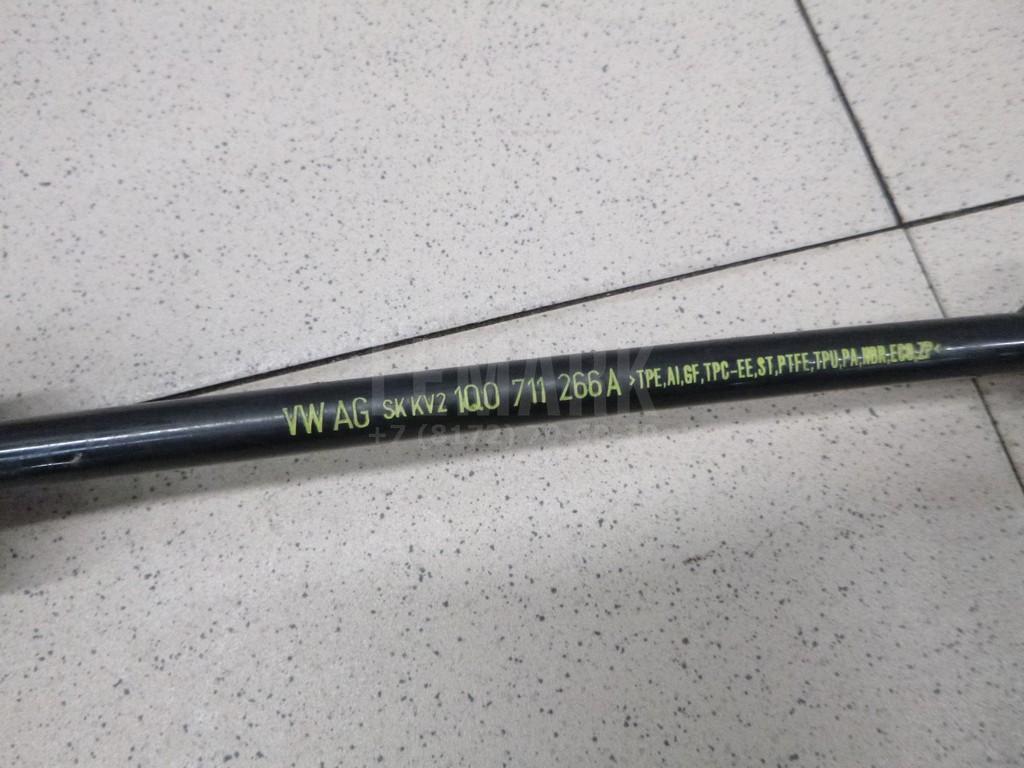 VW AG SK KV2 1Q0 711 266 A >TPE,AI,GF,TPC-EE,ST,PTFE,TPU,PA,NBR,ECO,ZP<
LEMARK